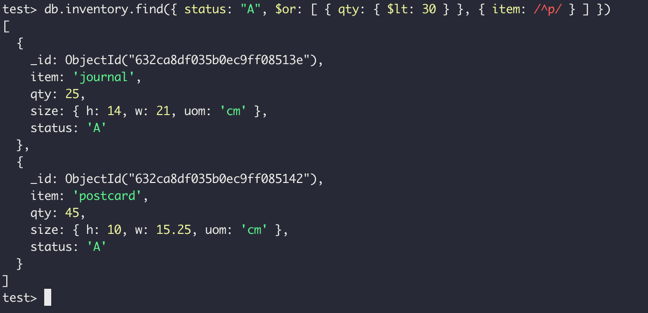 test> db.inventory.find({ status: "A", $or: [ { qty: { $lt: 30 } }, { item: /^p/ } ] })
[
  {
    _id: ObjectId("632ca8df035b0ec9ff08513e"),
    item: 'journal',
    qty: 25,
    size: { h: 14, w: 21, uom: 'cm' },
    status: 'A'
  },
  {
    _id: ObjectId("632ca8df035b0ec9ff085142"),
    item: 'postcard',
    qty: 45,
    size: { h: 10, w: 15.25, uom: 'cm' },
    status: 'A'
  }
]
test>